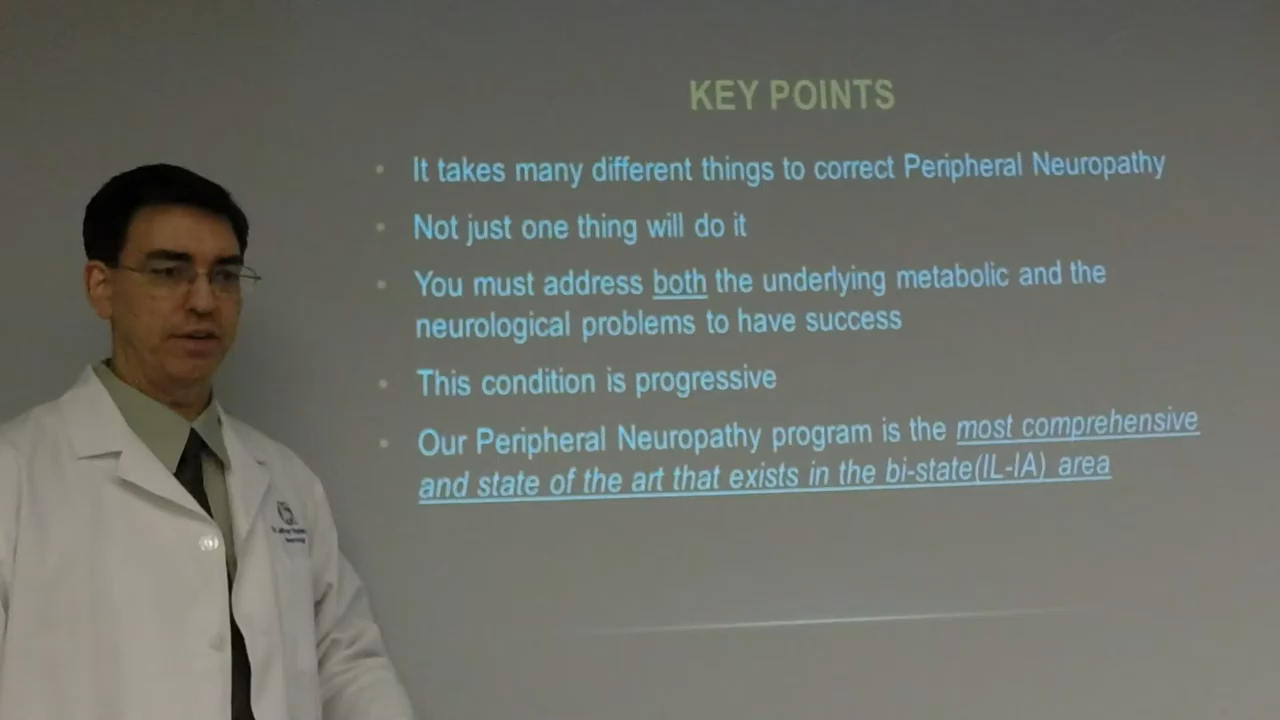 KEY POINTS
• It takes many different things to correct Peripheral Neuropathy
• Not just one thing will do it
• You must address both the underlying metabolic and the
neurological problems to have success
• This condition is progressive
• Our Peripheral Neuropathy program is the most comprehensive
and state of the art that exists in the bi-state(IL-IA) area